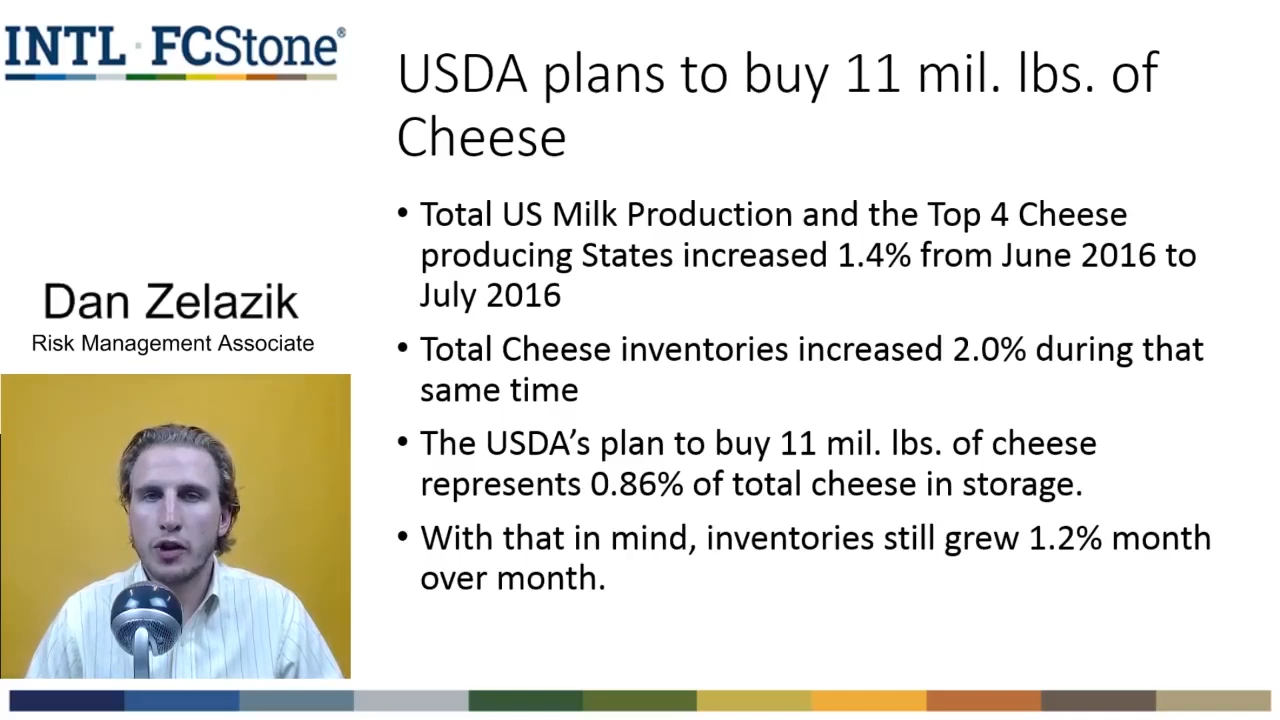 INTL FCStone®
USDA plans to buy 11 mil. lbs. of
Cheese
• Total US Milk Production and the Top 4 Cheese
producing States increased 1.4% from June 2016 to
July 2016
• Total Cheese inventories increased 2.0% during that
same time
• The USDA’s plan to buy 11 mil. lbs. of cheese
represents 0.86% of total cheese in storage.
• With that in mind, inventories still grew 1.2% month
over month.
Dan Zelazik
Risk Management Associate